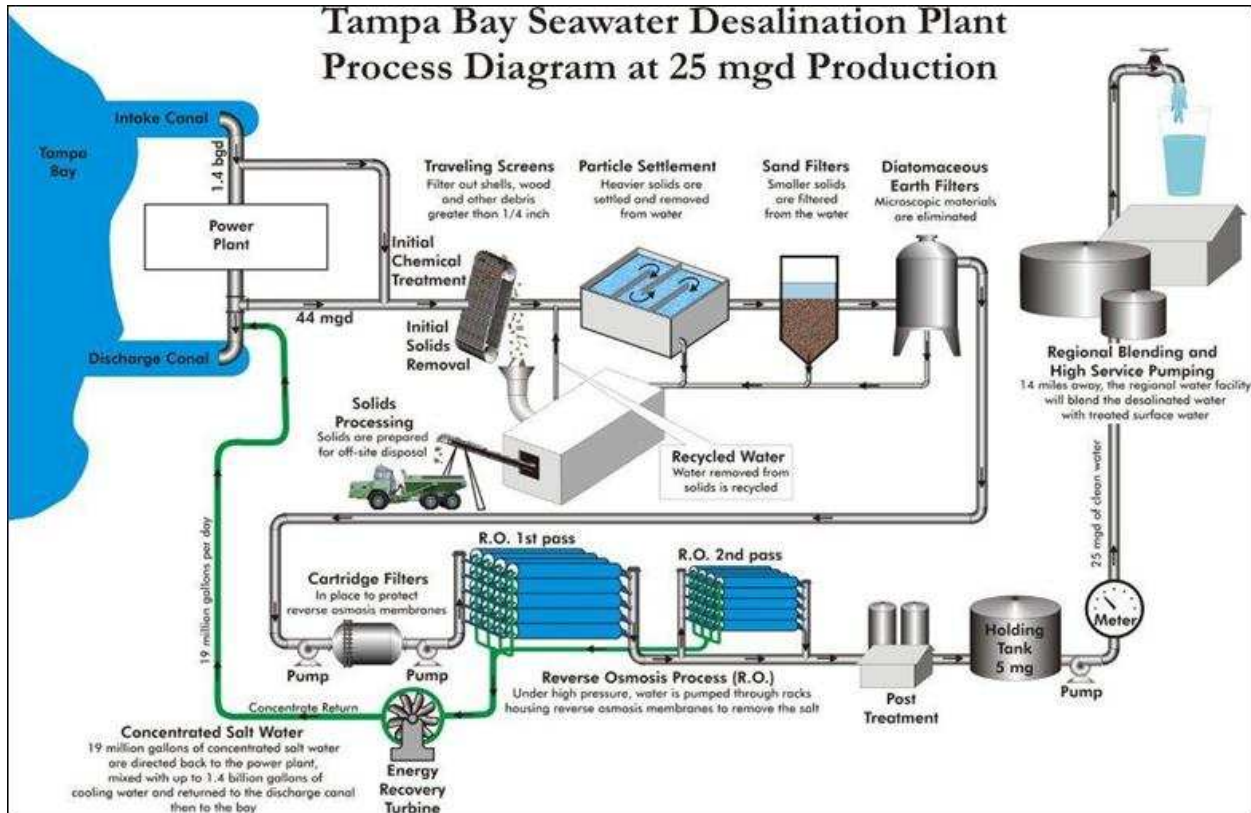 Tampa Bay Seawater Desalination Plant
Process Diagram at 25 mgd Production
Intake Canal
Tampa
Bay
1.4 bgd
Power
Plant
44 mgd
Discharge Canal
Initial
Chemical
Treatment
Initial
Solids
Removal
Traveling Screens
Filter out shells, wood
and other debris
greater than 1/4 inch
Particle Settlement
Heavier solids are
settled and removed
from water
Sand Filters
Smaller solids
are filtered
from the water
Diatomaceous
Earth Filters
Microscopic materials
are eliminated
Regional Blending and
High Service Pumping
14 miles away, the regional water facility
will blend the desalinated water
with treated surface water
Solids
Processing
Solids are prepared
for off-site disposal
Recycled Water
Water removed from
solids is recycled
19 million gallons per day
25 mgd of clean water
R.O. 1st pass
R.O. 2nd pass
Cartridge Filters
In place to protect
reverse osmosis membranes
Pump
Pump
Reverse Osmosis Process (R.O.)
Under high pressure, water is pumped through racks
housing reverse osmosis membranes to remove the salt
Post
Treatment
Holding
Tank
5 mg
Pump
Meter
Concentrate Return
Concentrated Salt Water
19 million gallons of concentrated salt water
are directed back to the power plant,
mixed with up to 1.4 billion gallons of
cooling water and returned to the discharge canal
then to the bay
Energy
Recovery
Turbine